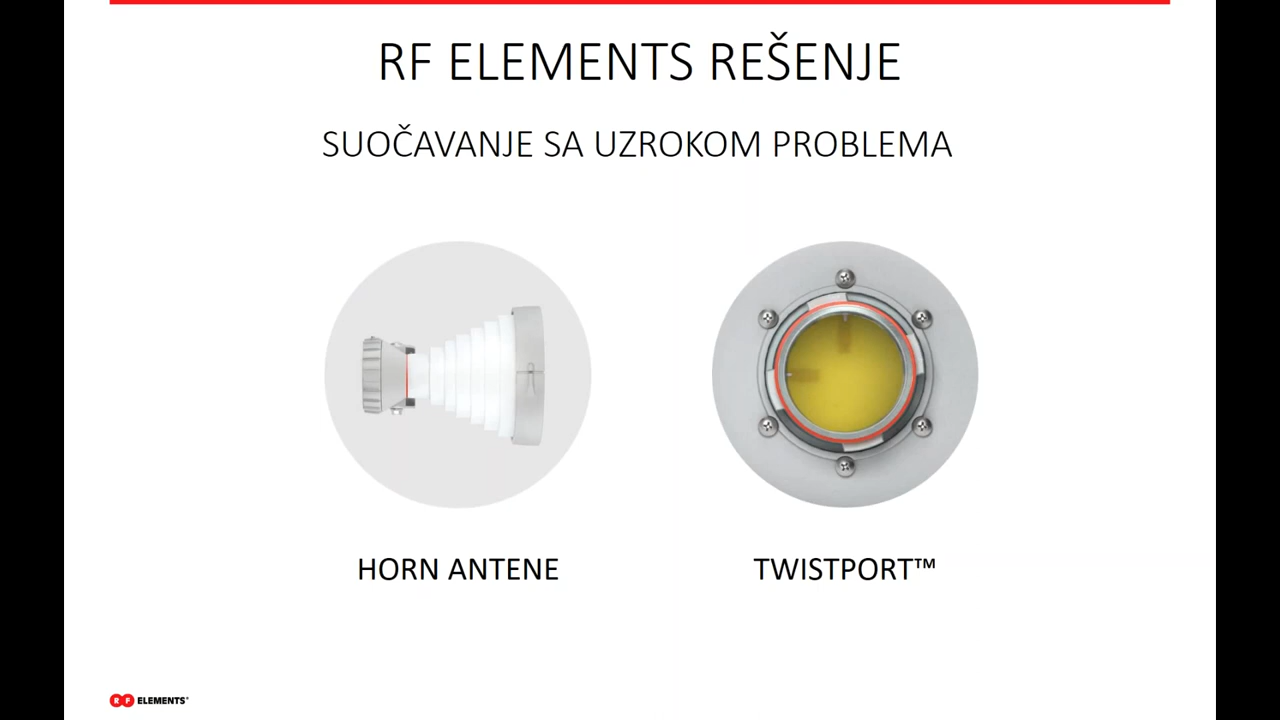 RF ELEMENTS REŠENJE
SUOČAVANJE SA UZROKOM PROBLEMA
HORN ANTENE
TWISTPORT™
RF ELEMENTS®